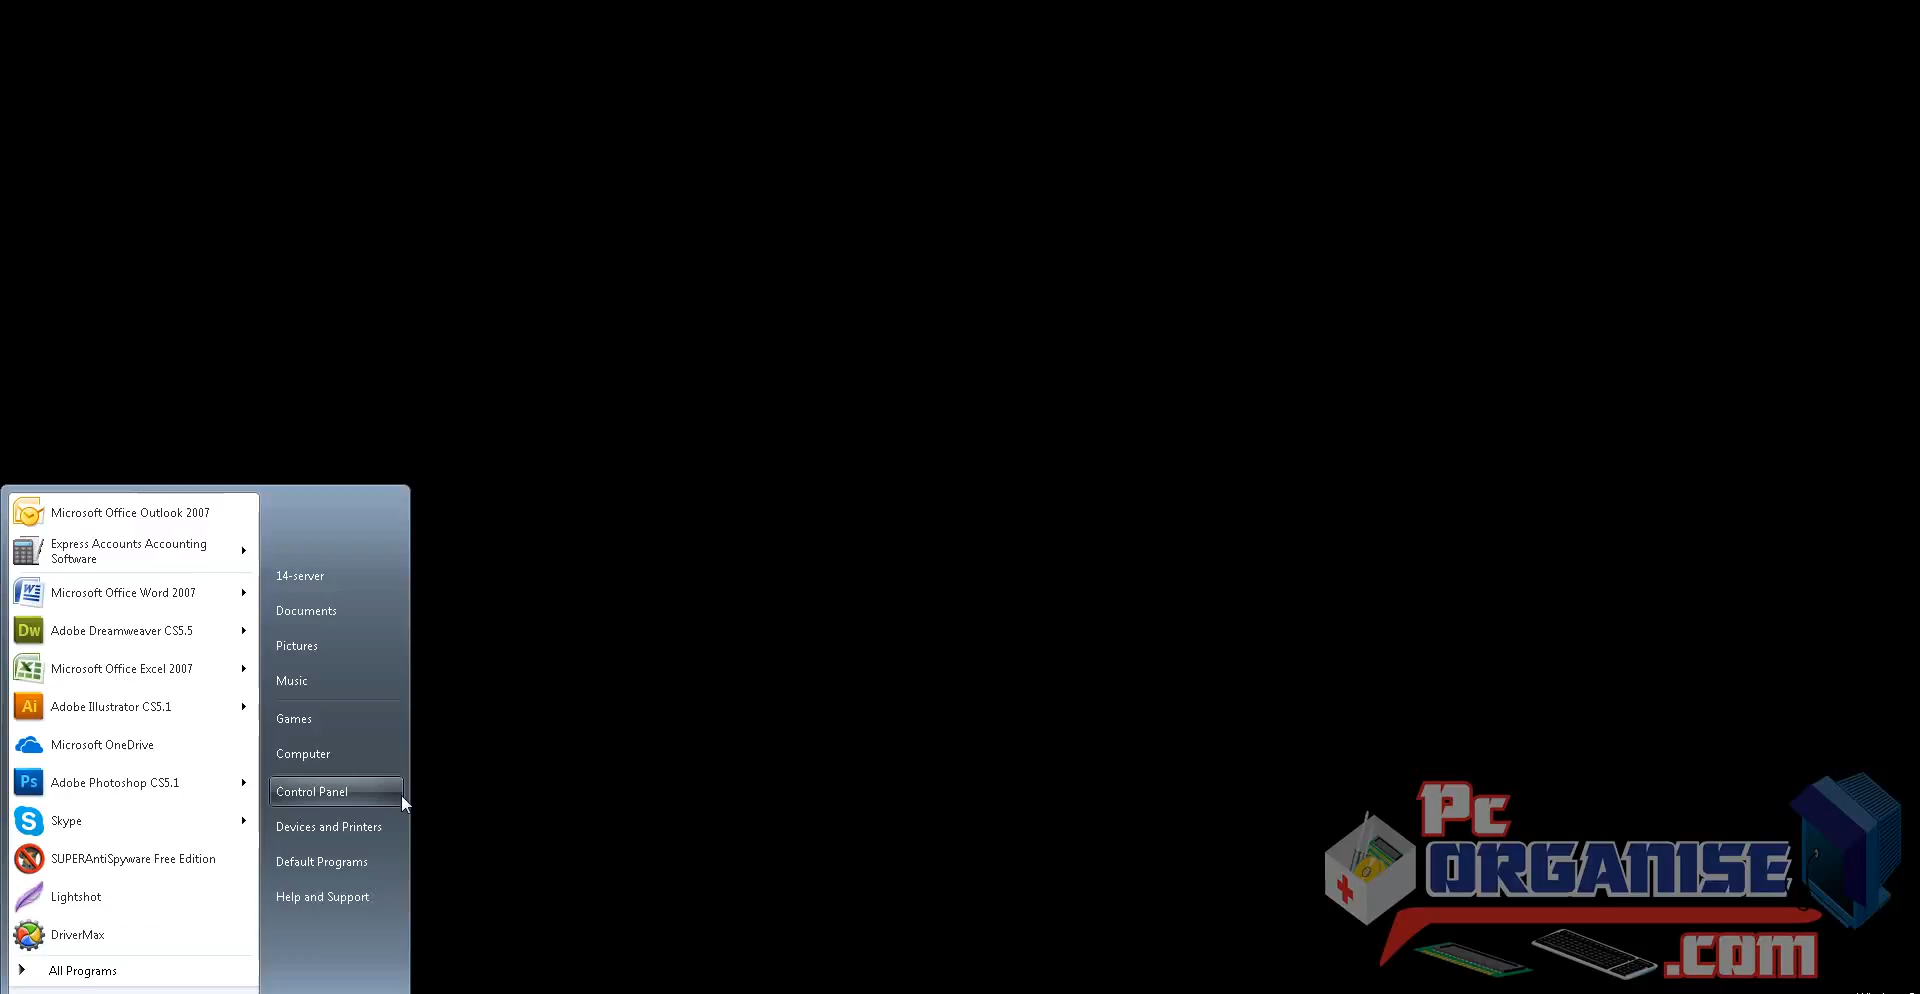 Microsoft Office Outlook 2007
Express Accounts Accounting
Software
Microsoft Office Word 2007
Dw
Adobe Dreamweaver CS5.5
Microsoft Office Excel 2007
Ai
Adobe Illustrator CS5.1
Microsoft OneDrive
Ps
Adobe Photoshop CS5.1
Skype
SUPERAntiSpyware Free Edition
Lightshot
DriverMax
All Programs
14-server
Documents
Pictures
Music
Games
Computer
Control Panel
Devices and Printers
Default Programs
Help and Support
Pc
ORGANISE
.com